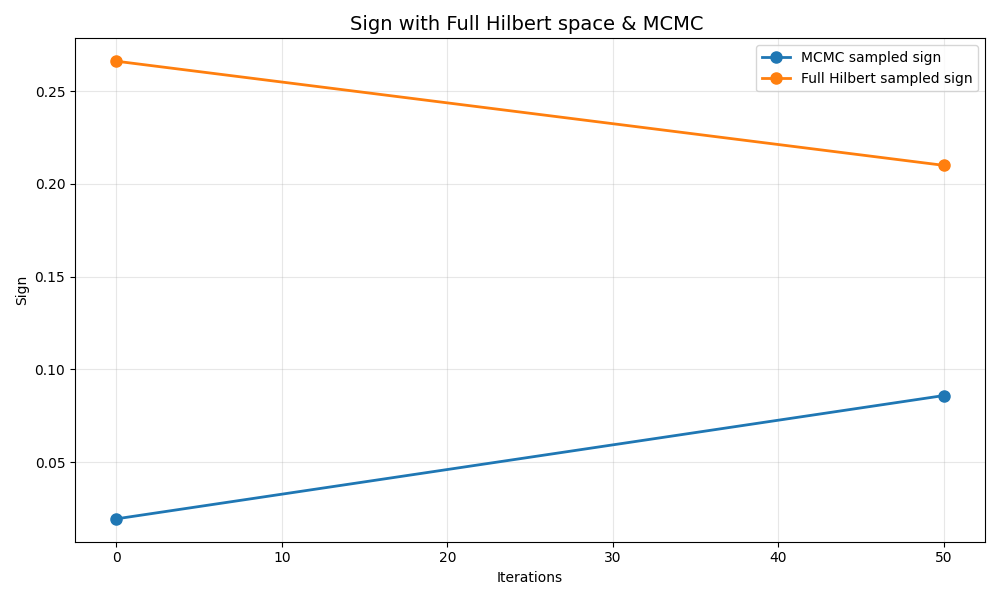 Sign with Full Hilbert space & MCMC
MCMC sampled sign
Full Hilbert sampled sign
0.25
0.20
0.15
0.10
0.05
Sign
0 10 20 30 40 50
Iterations